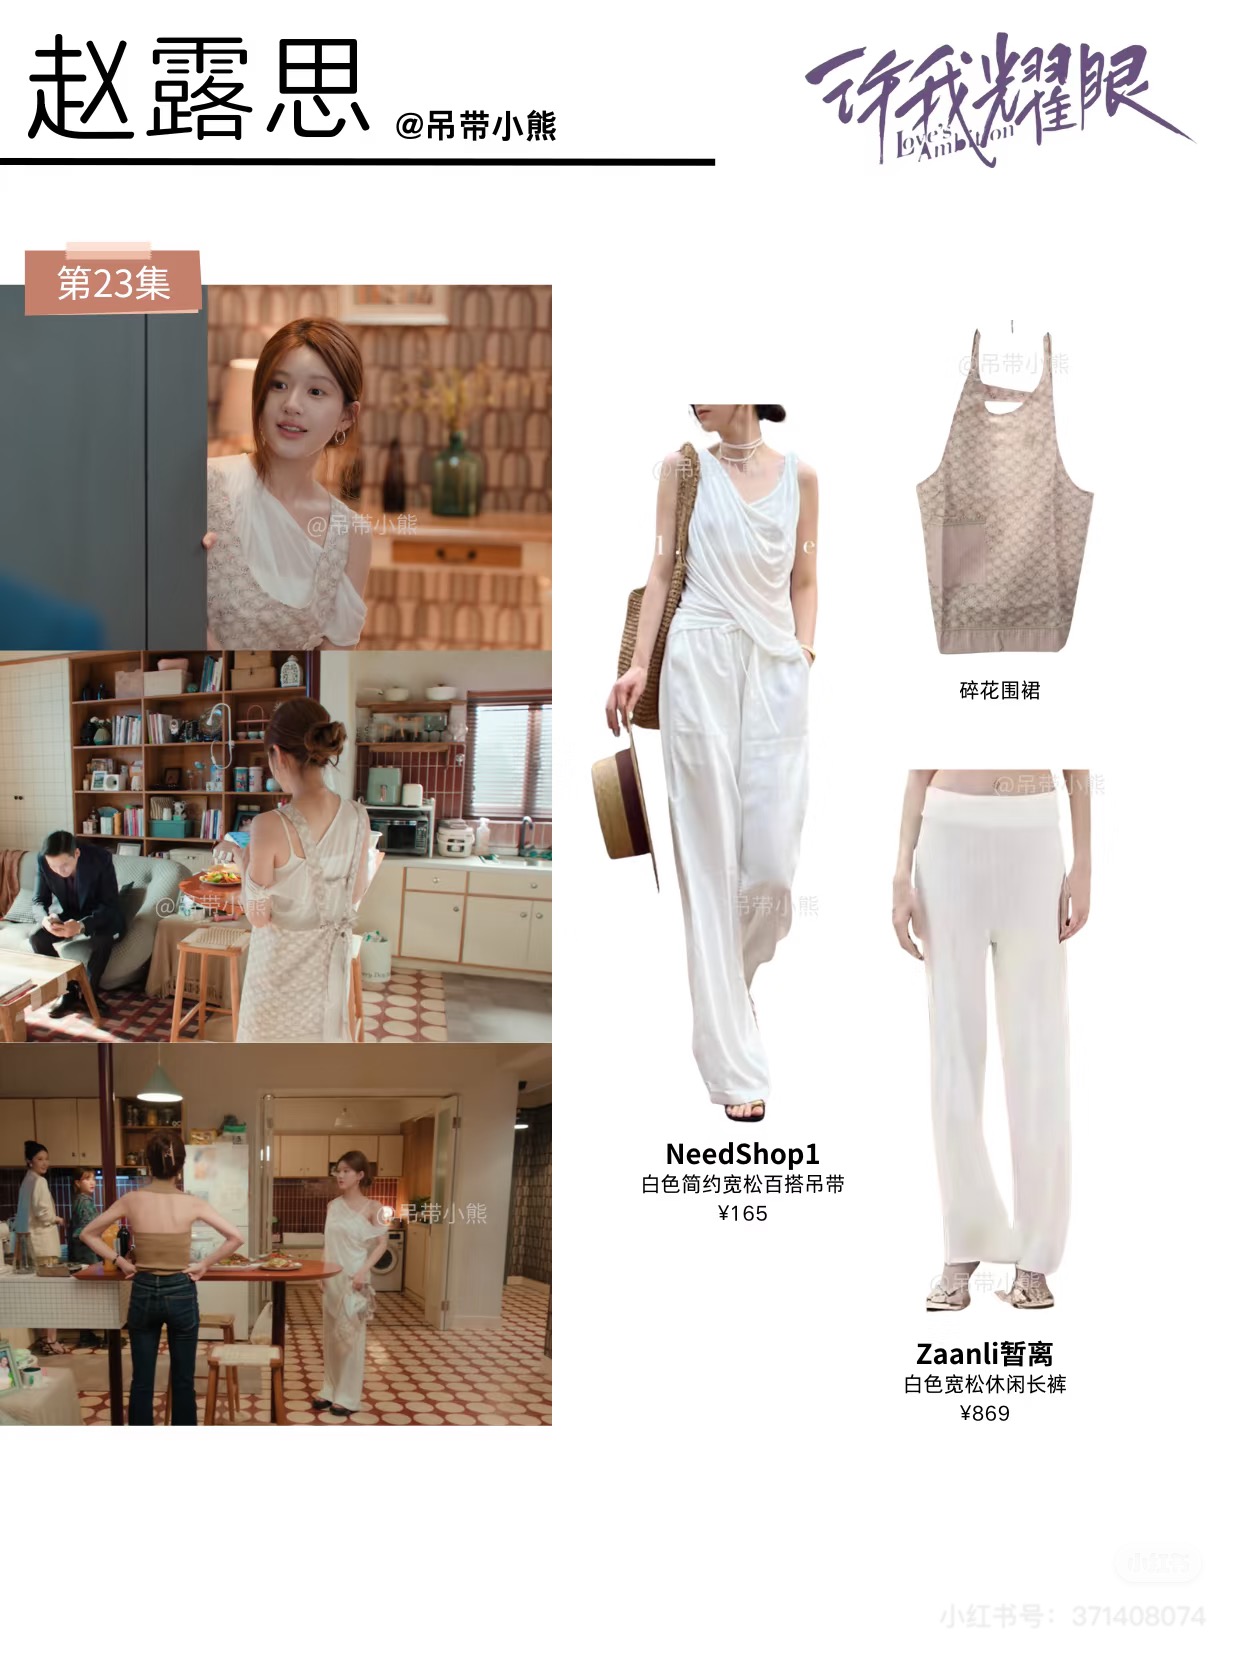 赵露思 @吊带小熊
许我耀眼
Love's
Ambition
第23集
@吊带小熊
@吊带小熊
@吊带小熊
@吊带小熊
@吊带小熊
吊带小熊
碎花围裙
@吊带小熊
NeedShop1
白色简约宽松百搭吊带
¥165
@吊带小熊
Zaanli暂离
白色宽松休闲长裤
¥869
小红书
小红书号：371408074